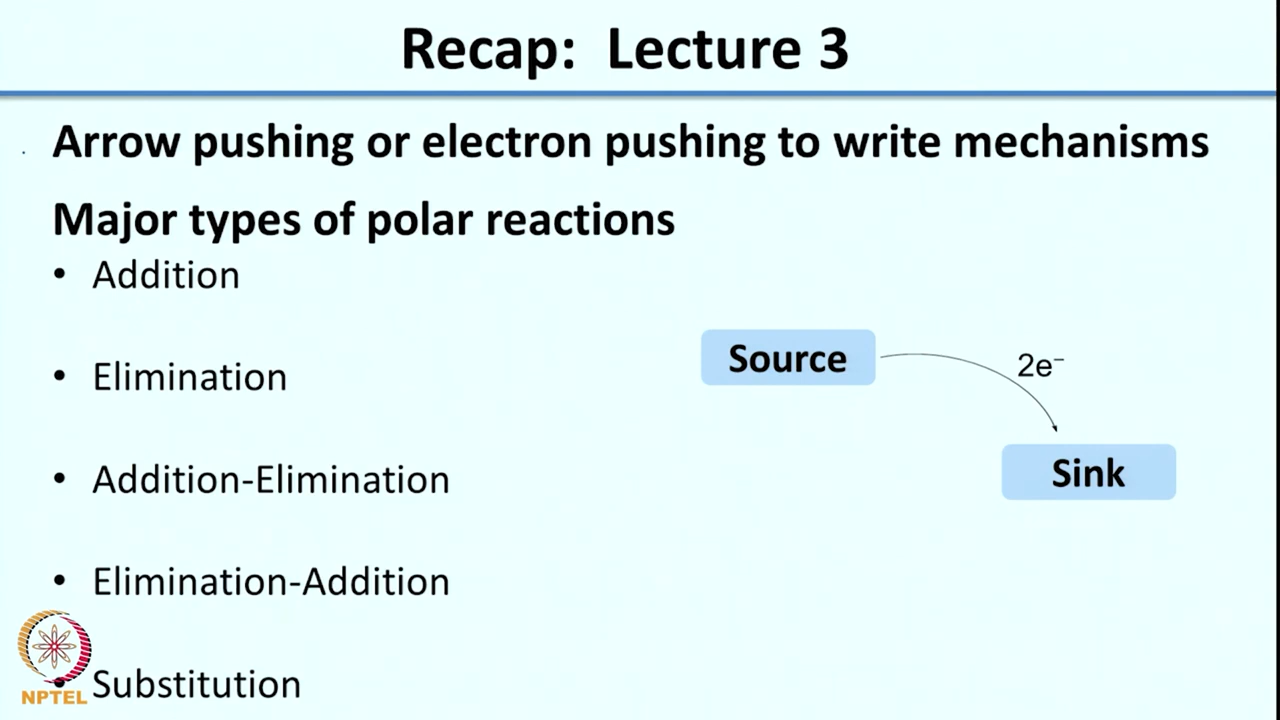 Recap: Lecture 3
Arrow pushing or electron pushing to write mechanisms
Major types of polar reactions
• Addition
• Elimination
• Addition-Elimination
• Elimination-Addition
• Substitution
Source
2e⁻
Sink
NPTEL